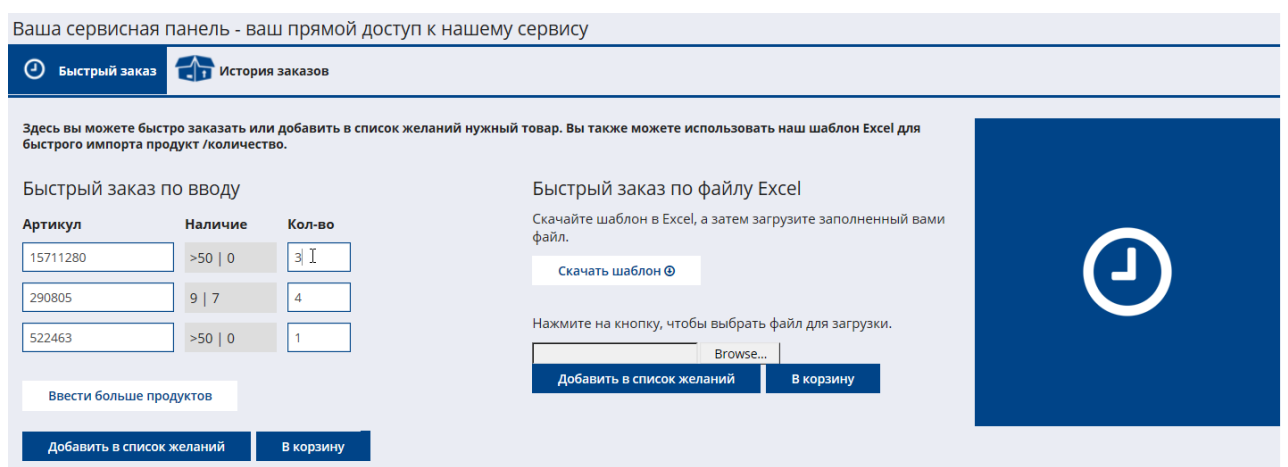 Ваша сервисная панель - ваш прямой доступ к нашему сервису
Быстрый заказ
История заказов
Здесь вы можете быстро заказать или добавить в список желаний нужный товар. Вы также можете использовать наш шаблон Excel для
быстрого импорта продукт /количество.
Быстрый заказ по вводу
Артикул Наличие Кол-во
15711280 >50 | 0 3
290805 9 | 7 4
522463 >50 | 0 1
Ввести больше продуктов
Добавить в список желаний В корзину
Быстрый заказ по файлу Excel
Скачайте шаблон в Excel, а затем загрузите заполненный вами
файл.
Скачать шаблон
Нажмите на кнопку, чтобы выбрать файл для загрузки.
Browse...
Добавить в список желаний В корзину